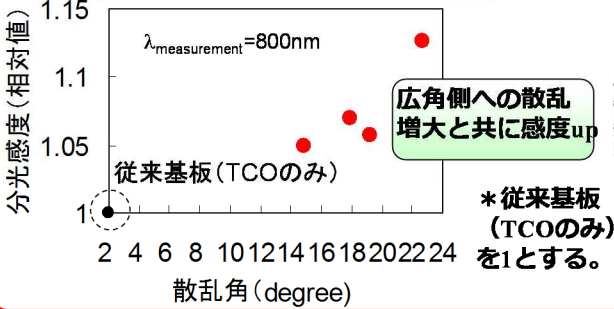 1.15
1.1
1.05
1
分光感度(相対値)
λmeasurement=800nm
広角側への散乱
増大と共に感度up
従来基板(TCOのみ)
*従来基板
(TCOのみ)
を1とする。
2 4 6 8 10 12 14 16 18 20 22 24
散乱角(degree)